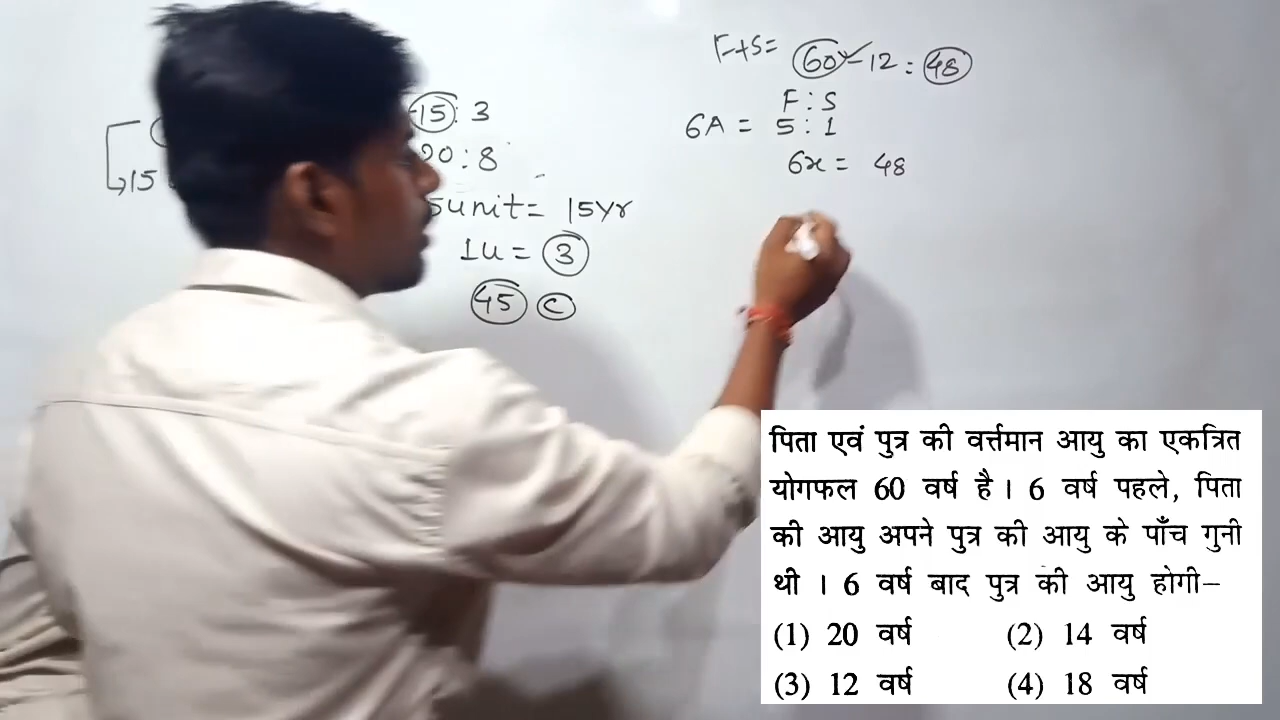 15 : 3
20 : 8
15
5unit = 15yr
1u = 3
45 C
F+S= 60 - 12 = 48
F : S
6A = 5 : 1
6x = 48
पिता एवं पुत्र की वर्त्तमान आयु का एकत्रित
योगफल 60 वर्ष है । 6 वर्ष पहले, पिता
की आयु अपने पुत्र की आयु के पाँच गुनी
थी । 6 वर्ष बाद पुत्र की आयु होगी–
(1) 20 वर्ष (2) 14 वर्ष
(3) 12 वर्ष (4) 18 वर्ष